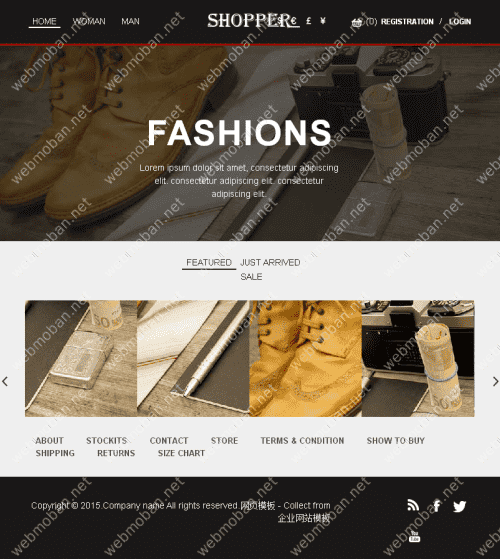 HOME WOMAN MAN SHOPPER € £ ¥ (0) REGISTRATION / LOGIN
FASHIONS
Lorem ipsum dolor sit amet, consectetur adipiscing
elit. consectetur adipiscing elit. consectetur
adipiscing elit.
FEATURED JUST ARRIVED
SALE
ABOUT STOCKITS CONTACT STORE TERMS & CONDITION SHOW TO BUY
SHIPPING RETURNS SIZE CHART
Copyright © 2015.Company name All rights reserved.网页模板 - Collect from
企业网站模板
You
Tube
webmoban.net